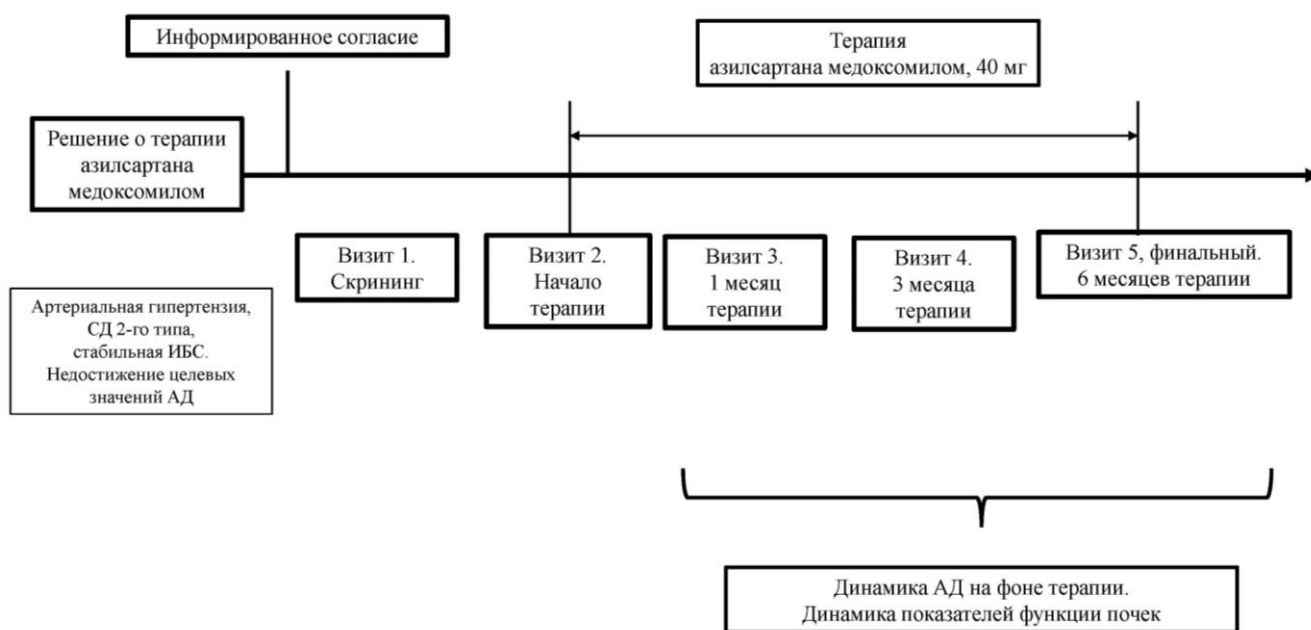 Информированное согласие
Терапия
азилсартана медоксомилом, 40 мг
Решение о терапии
азилсартана
медоксомилом
Визит 1.
Скрининг
Визит 2.
Начало
терапии
Визит 3.
1 месяц
терапии
Визит 4.
3 месяца
терапии
Визит 5, финальный.
6 месяцев терапии
Артериальная гипертензия,
СД 2-го типа,
стабильная ИБС.
Недостижение целевых
значений АД
Динамика АД на фоне терапии.
Динамика показателей функции почек